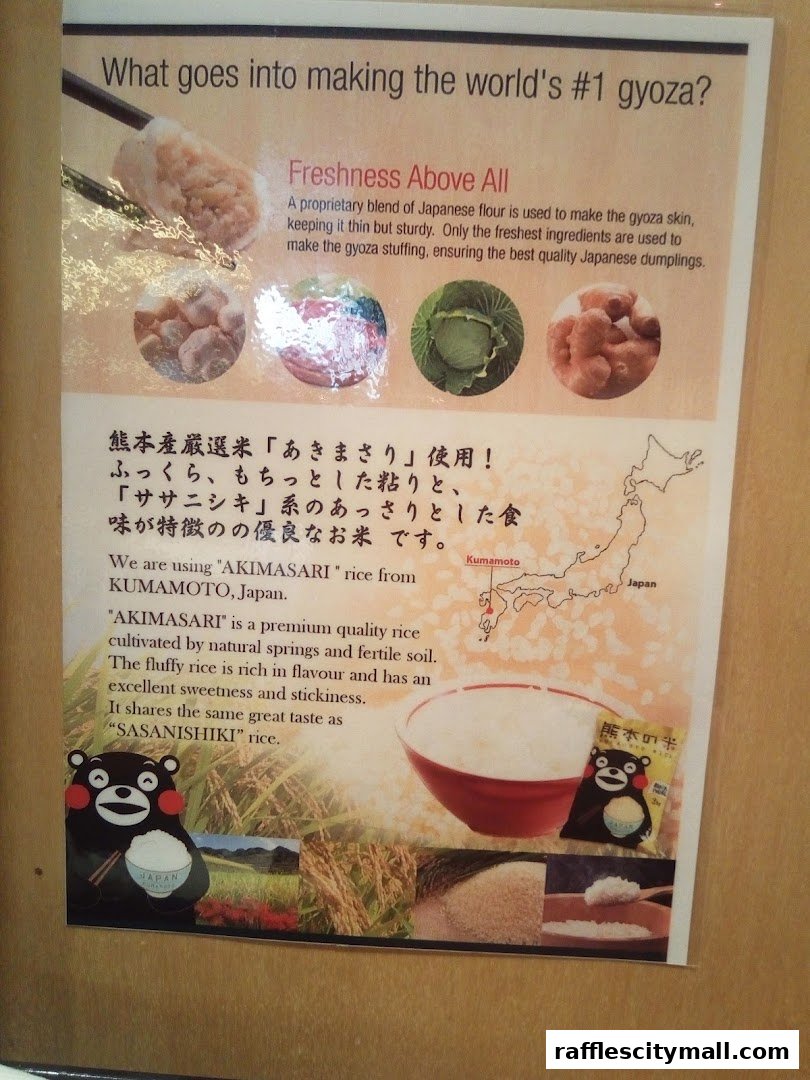 What goes into making the world's #1 gyoza?
Freshness Above All
A proprietary blend of Japanese flour is used to make the gyoza skin,
keeping it thin but sturdy. Only the freshest ingredients are used to
make the gyoza stuffing, ensuring the best quality Japanese dumplings.
熊本産厳選米「あきまさり」使用！
ふっくら、もちっとした粘りと、
「ササニシキ」系のあっさりとした食
味が特徴のの優良なお米 です。
We are using "AKIMASARI " rice from
KUMAMOTO, Japan.
"AKIMASARI" is a premium quality rice
cultivated by natural springs and fertile soil.
The fluffy rice is rich in flavour and has an
excellent sweetness and stickiness.
It shares the same great taste as
“SASANISHIKI” rice.
Kumamoto
Japan
熊本の米
JAPAN
rafflescitymall.com